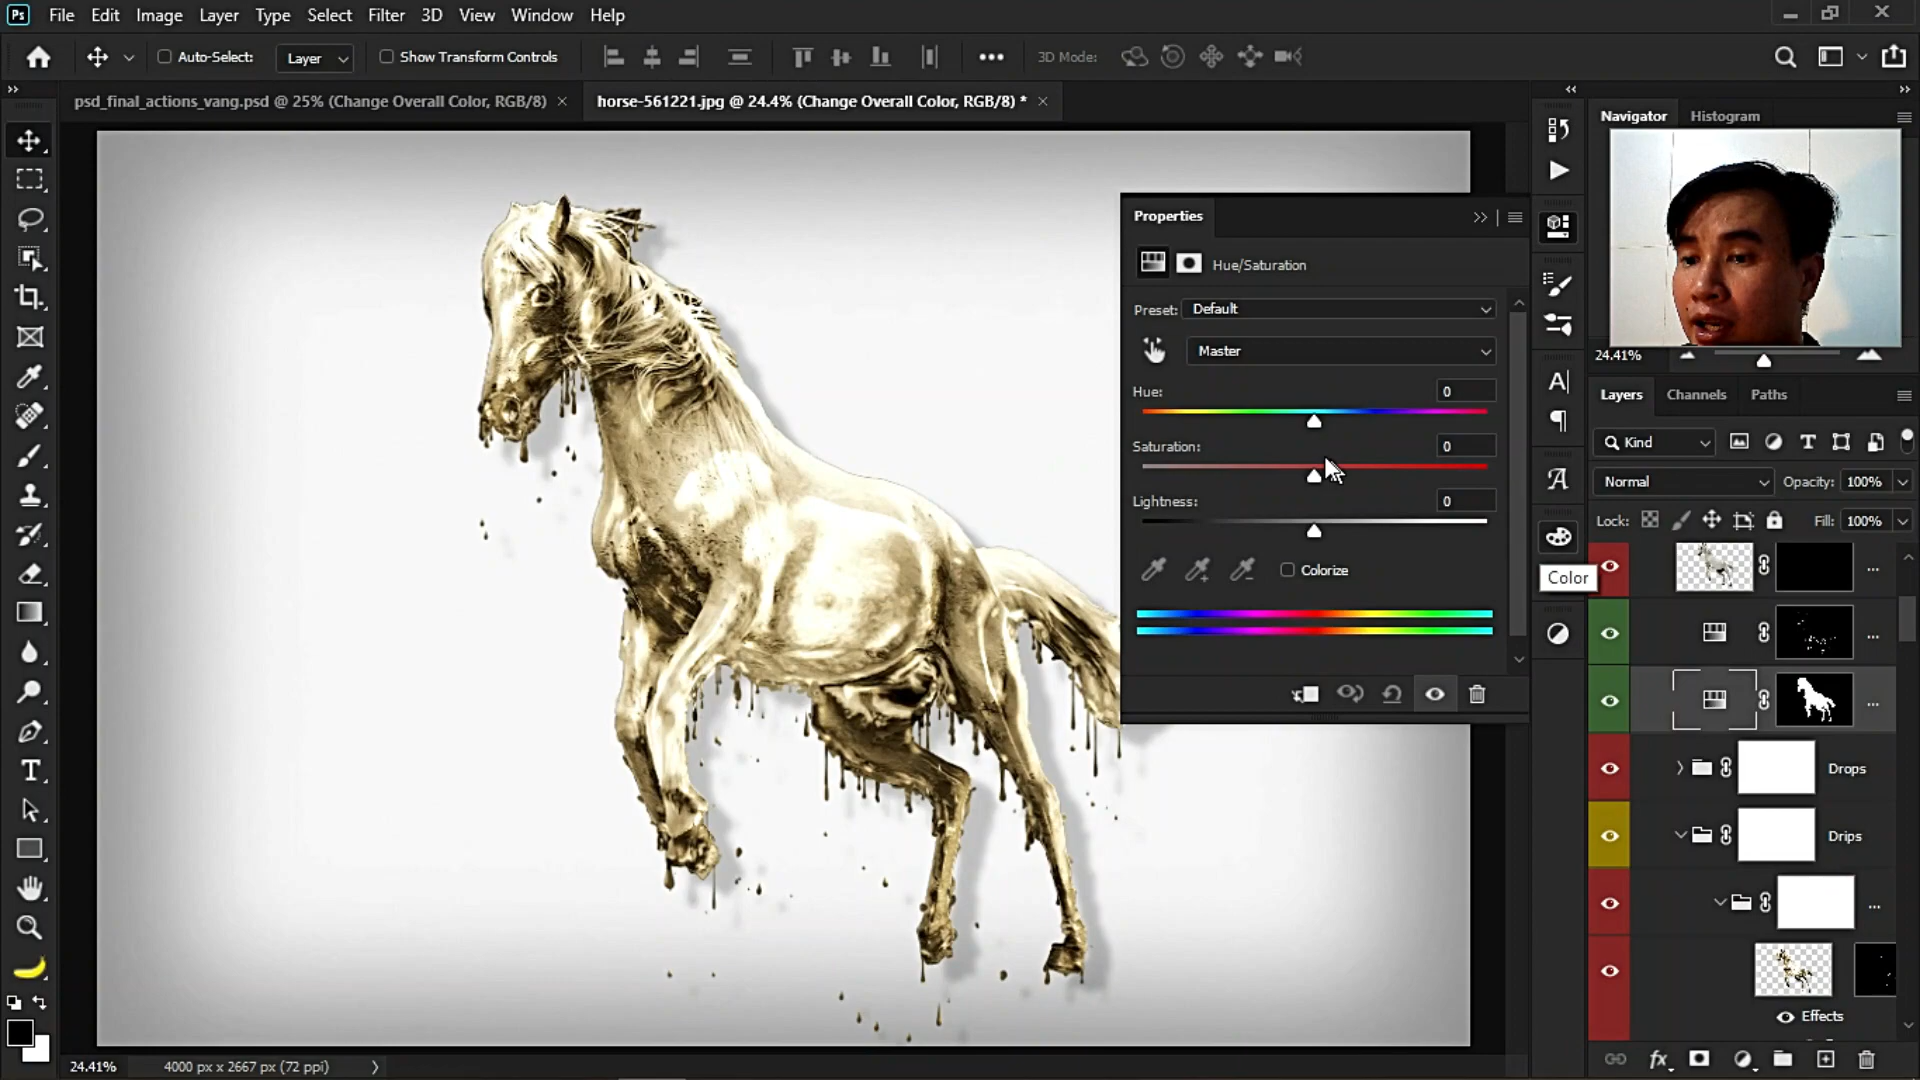 Ps File Edit Image Layer Type Select Filter 3D View Window Help
Auto-Select: Layer Show Transform Controls 3D Mode:
psd_final_actions_vang.psd @ 25% (Change Overall Color, RGB/8) × horse-561221.jpg @ 24.4% (Change Overall Color, RGB/8) * ×
Navigator Histogram
24.41%
Properties
Hue/Saturation
Preset: Default
Master
Hue: 0
Saturation: 0
Lightness: 0
Colorize
Color
Layers Channels Paths
Kind
Normal Opacity: 100%
Lock: Fill: 100%
...
...
...
Drops
Drips
...
Effects
24.41% 4000 px x 2667 px (72 ppi)